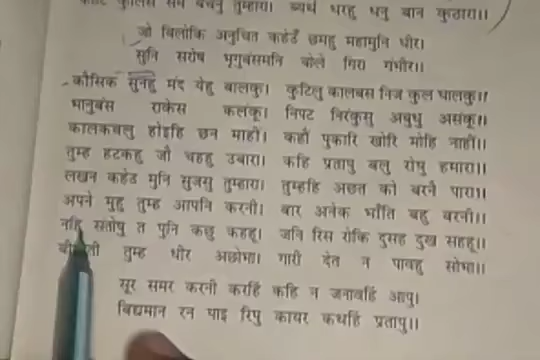 कुलिस सम बचनु तुम्हारा। ब्यर्थ धरहु धनु बान कुठारा।।
जो बिलोकि अनुचित कहेउँ छमहु महामुनि धीर।
सुनि सरोष भृगुबंसमनि बोले गिरा गंभीर।।
कौसिक सुनहु मंद येहु बालकु। कुटिलु कालबस निज कुल घालकु।।
भानुबंस राकेस कलंकू। निपट निरंकुसु अबुधु असंकू।।
कालकवलु होइहि छन माहीं। कहौं पुकारि खोरि मोहि नाहीं।।
तुम्ह हटकहु जौ चहहु उबारा। कहि प्रतापु बलु रोषु हमारा।।
लखन कहेउ मुनि सुजसु तुम्हारा। तुम्हहि अछत को बरनै पारा।।
अपने मुहु तुम्ह आपनि करनी। बार अनेक भाँति बहु बरनी।।
नहि संतोषु त पुनि कछु कहहू। जनि रिस रोकि दुसह दुख सहहू।।
तुम्ह धीर अछोभा। गारी देत न पावहु सोभा।।
सूर समर करनी करहिं कहि न जनावहिं आपु।
बिद्यमान रन पाइ रिपु कायर कथहिं प्रतापु।।